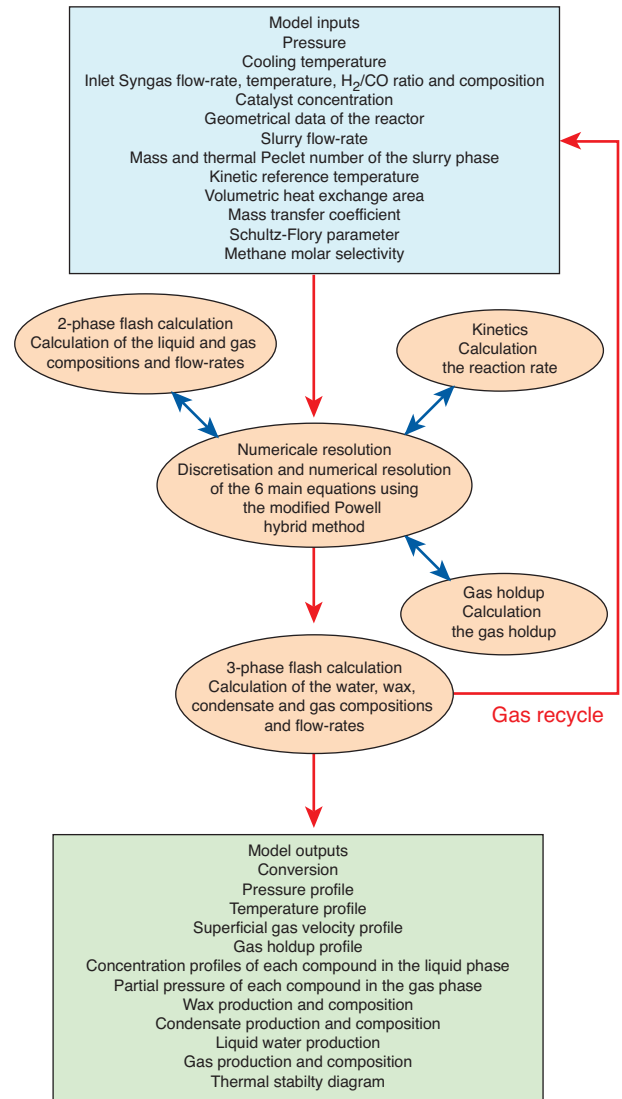 Model inputs
Pressure
Cooling temperature
Inlet Syngas flow-rate, temperature, H2/CO ratio and composition
Catalyst concentration
Geometrical data of the reactor
Slurry flow-rate
Mass and thermal Peclet number of the slurry phase
Kinetic reference temperature
Volumetric heat exchange area
Mass transfer coefficient
Schultz-Flory parameter
Methane molar selectivity
2-phase flash calculation
Calculation of the liquid and gas
compositions and flow-rates
Kinetics
Calculation
the reaction rate
Numericale resolution
Discretisation and numerical resolution
of the 6 main equations using
the modified Powell
hybrid method
Gas holdup
Calculation
the gas holdup
3-phase flash calculation
Calculation of the water, wax,
condensate and gas compositions
and flow-rates
Gas recycle
Model outputs
Conversion
Pressure profile
Temperature profile
Superficial gas velocity profile
Gas holdup profile
Concentration profiles of each compound in the liquid phase
Partial pressure of each compound in the gas phase
Wax production and composition
Condensate production and composition
Liquid water production
Gas production and composition
Thermal stabilty diagram